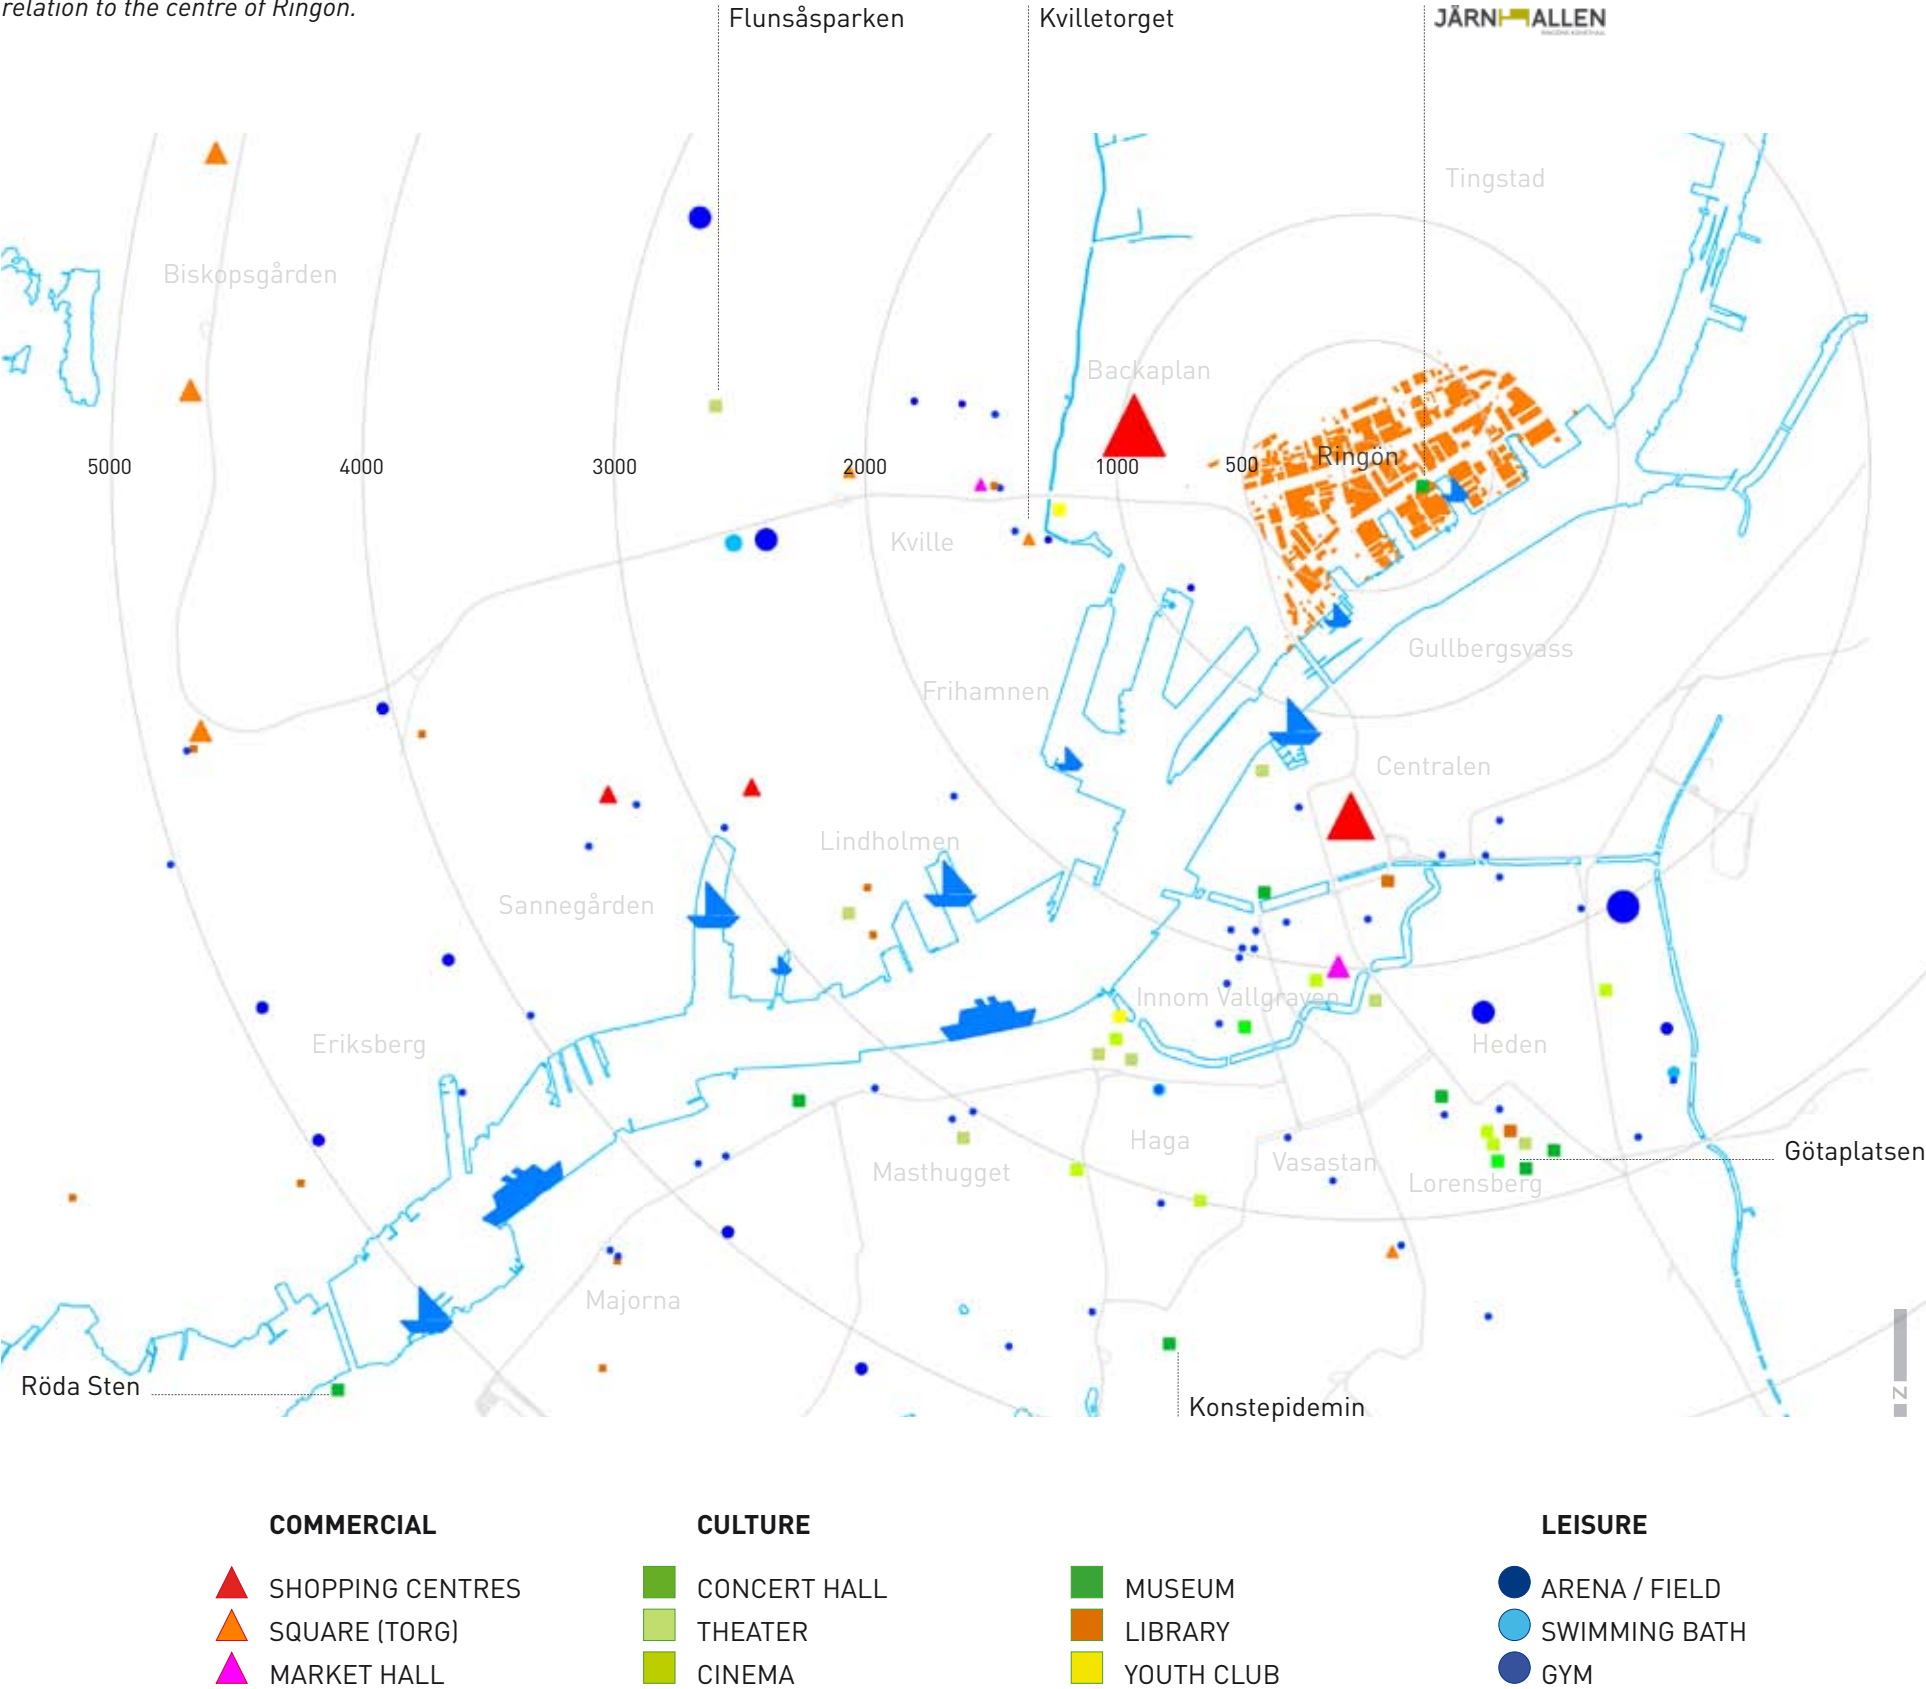 relation to the centre of Ringön.
Flunsåsparken
Kvilletorget
JÄRNHALLEN
Tingstad
Biskopsgården
Backaplan
5000
4000
3000
2000
1000
500
Ringön
Kville
Gullbergsvass
Frihamnen
Centralen
Lindholmen
Sannegården
Innom Vallgraven
Eriksberg
Heden
Haga
Götaplatsen
Masthugget
Vasastan
Lorensberg
Majorna
Röda Sten
Konstepidemin
N
COMMERCIAL
SHOPPING CENTRES
SQUARE (TORG)
MARKET HALL
CULTURE
CONCERT HALL
THEATER
CINEMA
MUSEUM
LIBRARY
YOUTH CLUB
LEISURE
ARENA / FIELD
SWIMMING BATH
GYM